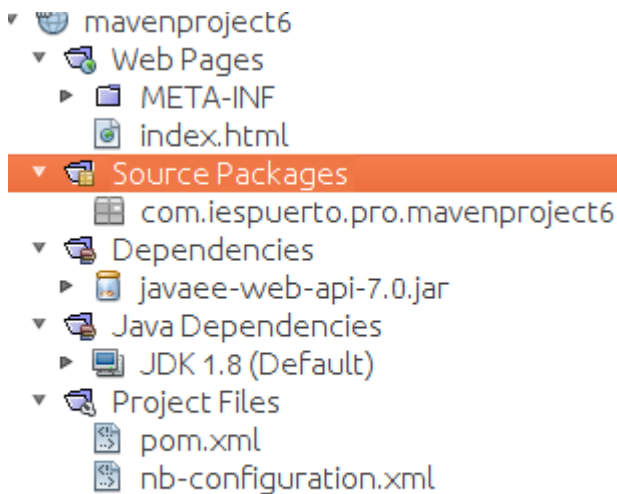 mavenproject6
Web Pages
META-INF
index.html
Source Packages
com.iespuerto.pro.mavenproject6
Dependencies
javaee-web-api-7.0.jar
Java Dependencies
JDK 1.8 (Default)
Project Files
pom.xml
nb-configuration.xml